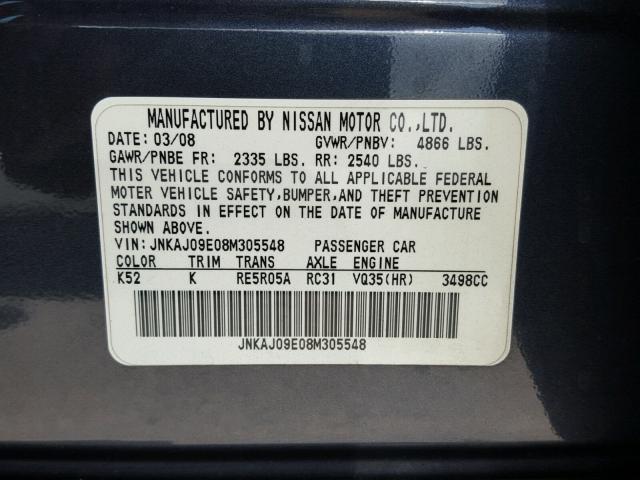 MANUFACTURED BY NISSAN MOTOR CO.,LTD.
DATE: 03/08 GVWR/PNBV: 4866 LBS.
GAWR/PNBE FR: 2335 LBS. RR: 2540 LBS.
THIS VEHICLE CONFORMS TO ALL APPLICABLE FEDERAL
MOTOR VEHICLE SAFETY,BUMPER,AND THEFT PREVENTION
STANDARDS IN EFFECT ON THE DATE OF MANUFACTURE
SHOWN ABOVE.
VIN:JNKAJ09E08M305548 PASSENGER CAR
COLOR TRIM TRANS AXLE ENGINE
K52 K RE5R05A RC31 VQ35(HR) 3498CC
JNKAJ09E08M305548